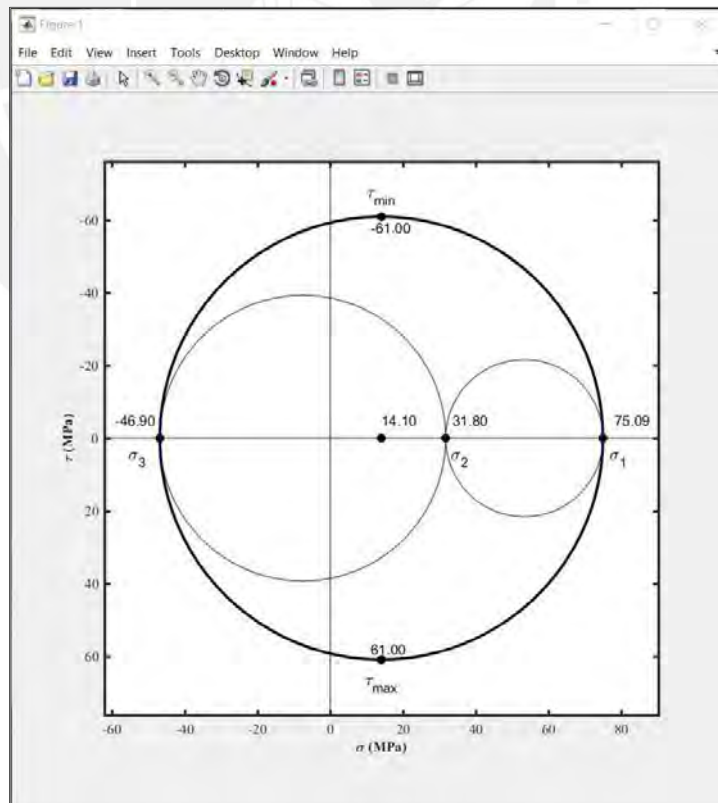 Figure 1
File Edit View Insert Tools Desktop Window Help
τmin
-61.00
-60
-40
-20
0
20
40
60
τ (MPa)
-46.90
14.10
31.80
75.09
σ3
σ2
σ1
61.00
τmax
-60 -40 -20 0 20 40 60 80
σ (MPa)